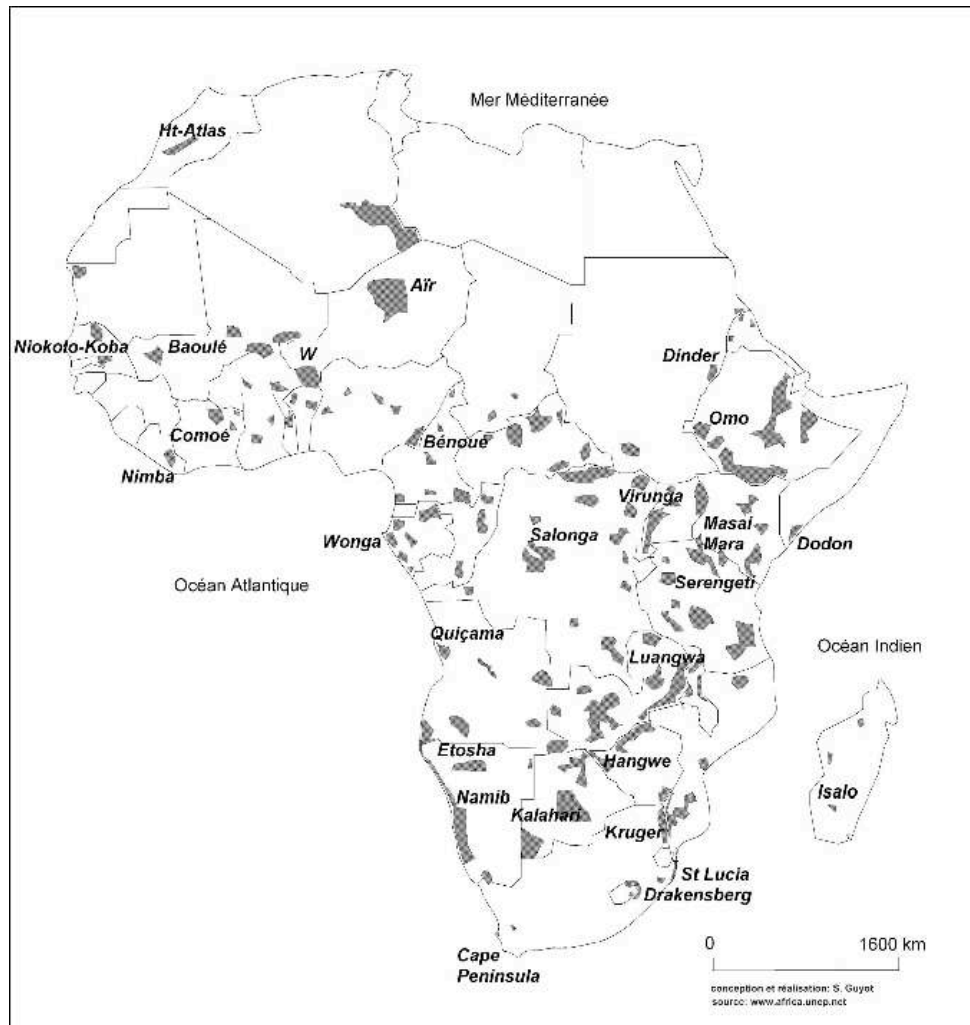 Mer Méditerranée
Ht-Atlas
Aïr
Niokolo-Koba
Baoulé
W
Dinder
Omo
Comoé
Bénoué
Nimba
Virunga
Masai
Mara
Wonga
Salonga
Dodon
Serengeti
Océan Atlantique
Quiçama
Océan Indien
Luangwa
Etosha
Hangwe
Namib
Isalo
Kalahari
Kruger
St Lucia
Drakensberg
Cape
Peninsula
0
1600 km
conception et réalisation: S. Guyot
source: www.africa.unep.net